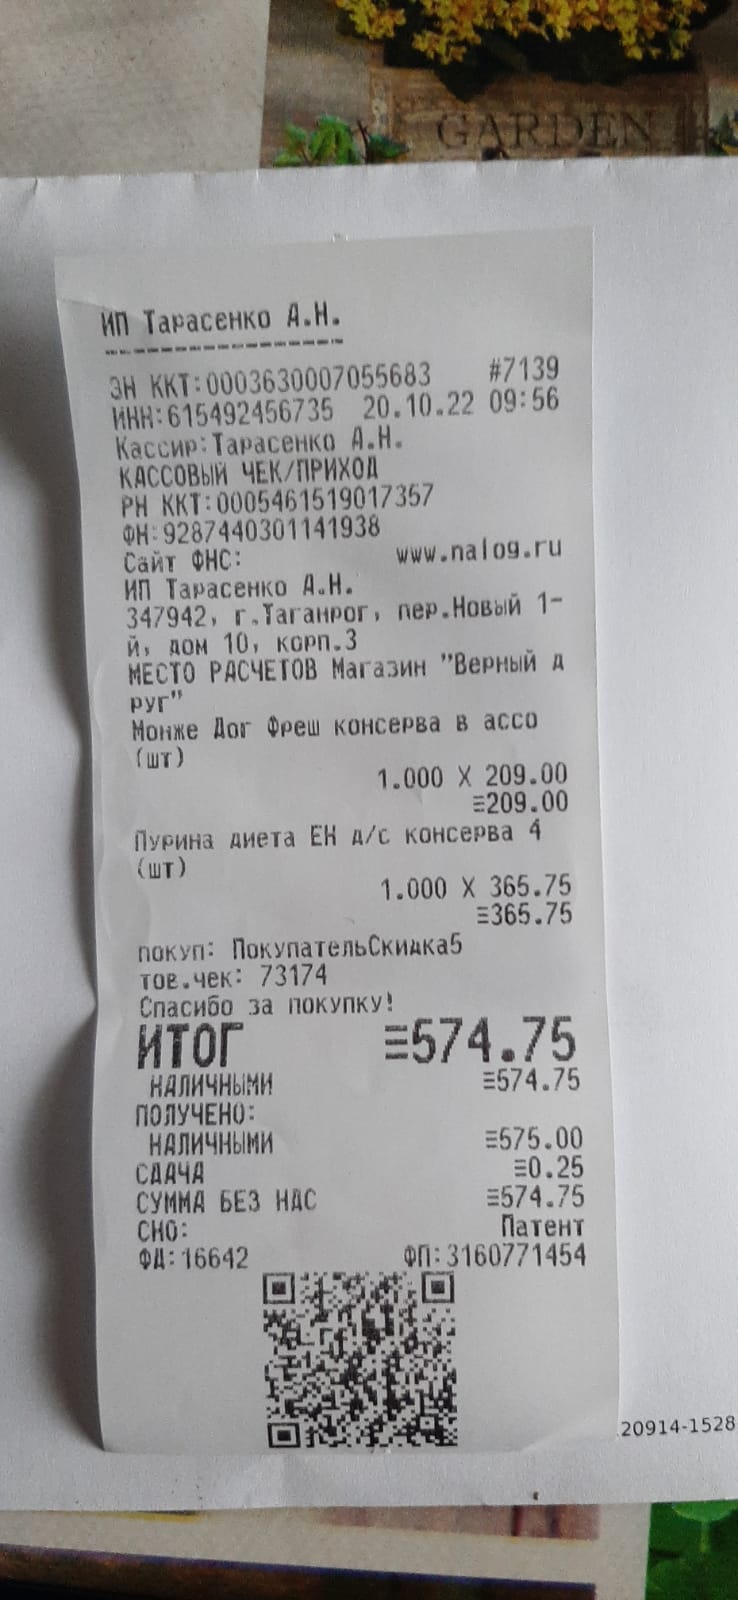 GARDEN
ИП Тарасенко А.Н.
ЗН ККТ:0003630007055683 #7139
ИНН:615492456735 20.10.22 09:56
Кассир:Тарасенко А.Н.
КАССОВЫЙ ЧЕК/ПРИХОД
РН ККТ:0005461519017357
ФН:9287440301141938
Сайт ФНС: www.nalog.ru
ИП Тарасенко А.Н.
347942, г.Таганрог, пер.Новый 1-
й, дом 10, корп.3
МЕСТО РАСЧЕТОВ Магазин "Верный д
руг"
Монже Дог Фреш консерва в ассо
(шт)
1.000 X 209.00
≡209.00
Пурина диета ЕН д/с консерва 4
(шт)
1.000 X 365.75
≡365.75
покуп: ПокупательСкидка5
тов.чек: 73174
Спасибо за покупку!
ИТОГ ≡574.75
НАЛИЧНЫМИ ≡574.75
ПОЛУЧЕНО:
НАЛИЧНЫМИ ≡575.00
СДАЧА ≡0.25
СУММА БЕЗ НДС ≡574.75
СНО: Патент
ФД:16642 ФП:3160771454
20914-1528